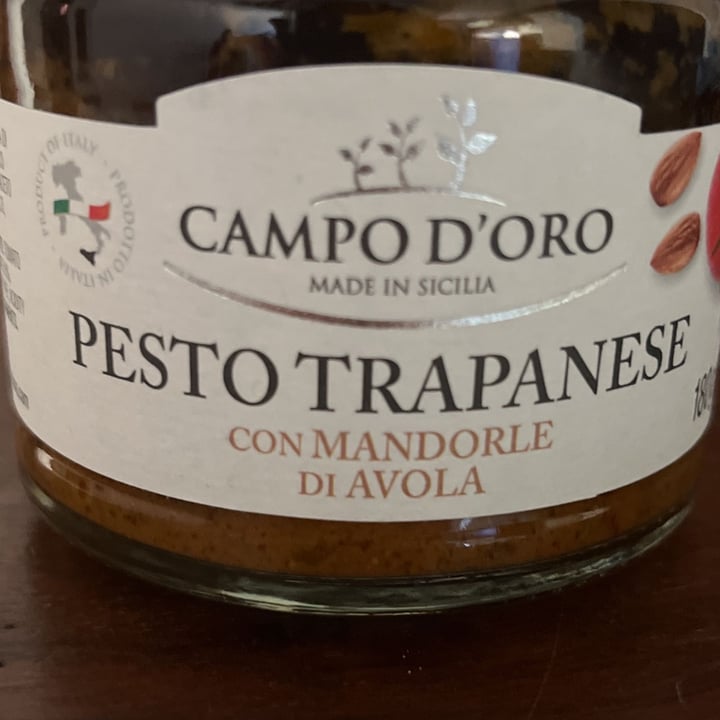 PRODUCT OF ITALY · PRODOTTO IN ITALIA ·
CAMPO D'ORO
MADE IN SICILIA
PESTO TRAPANESE
CON MANDORLE
DI AVOLA